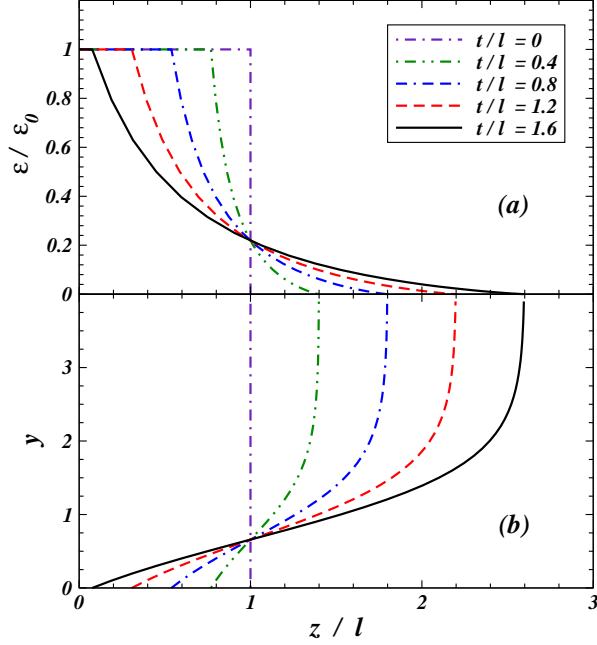 1
0.8
0.6
0.4
0.2
0
ε / ε0
t / l = 0
t / l = 0.4
t / l = 0.8
t / l = 1.2
t / l = 1.6
(a)
3
2
1
0
y
(b)
0 1 2 3
z / l